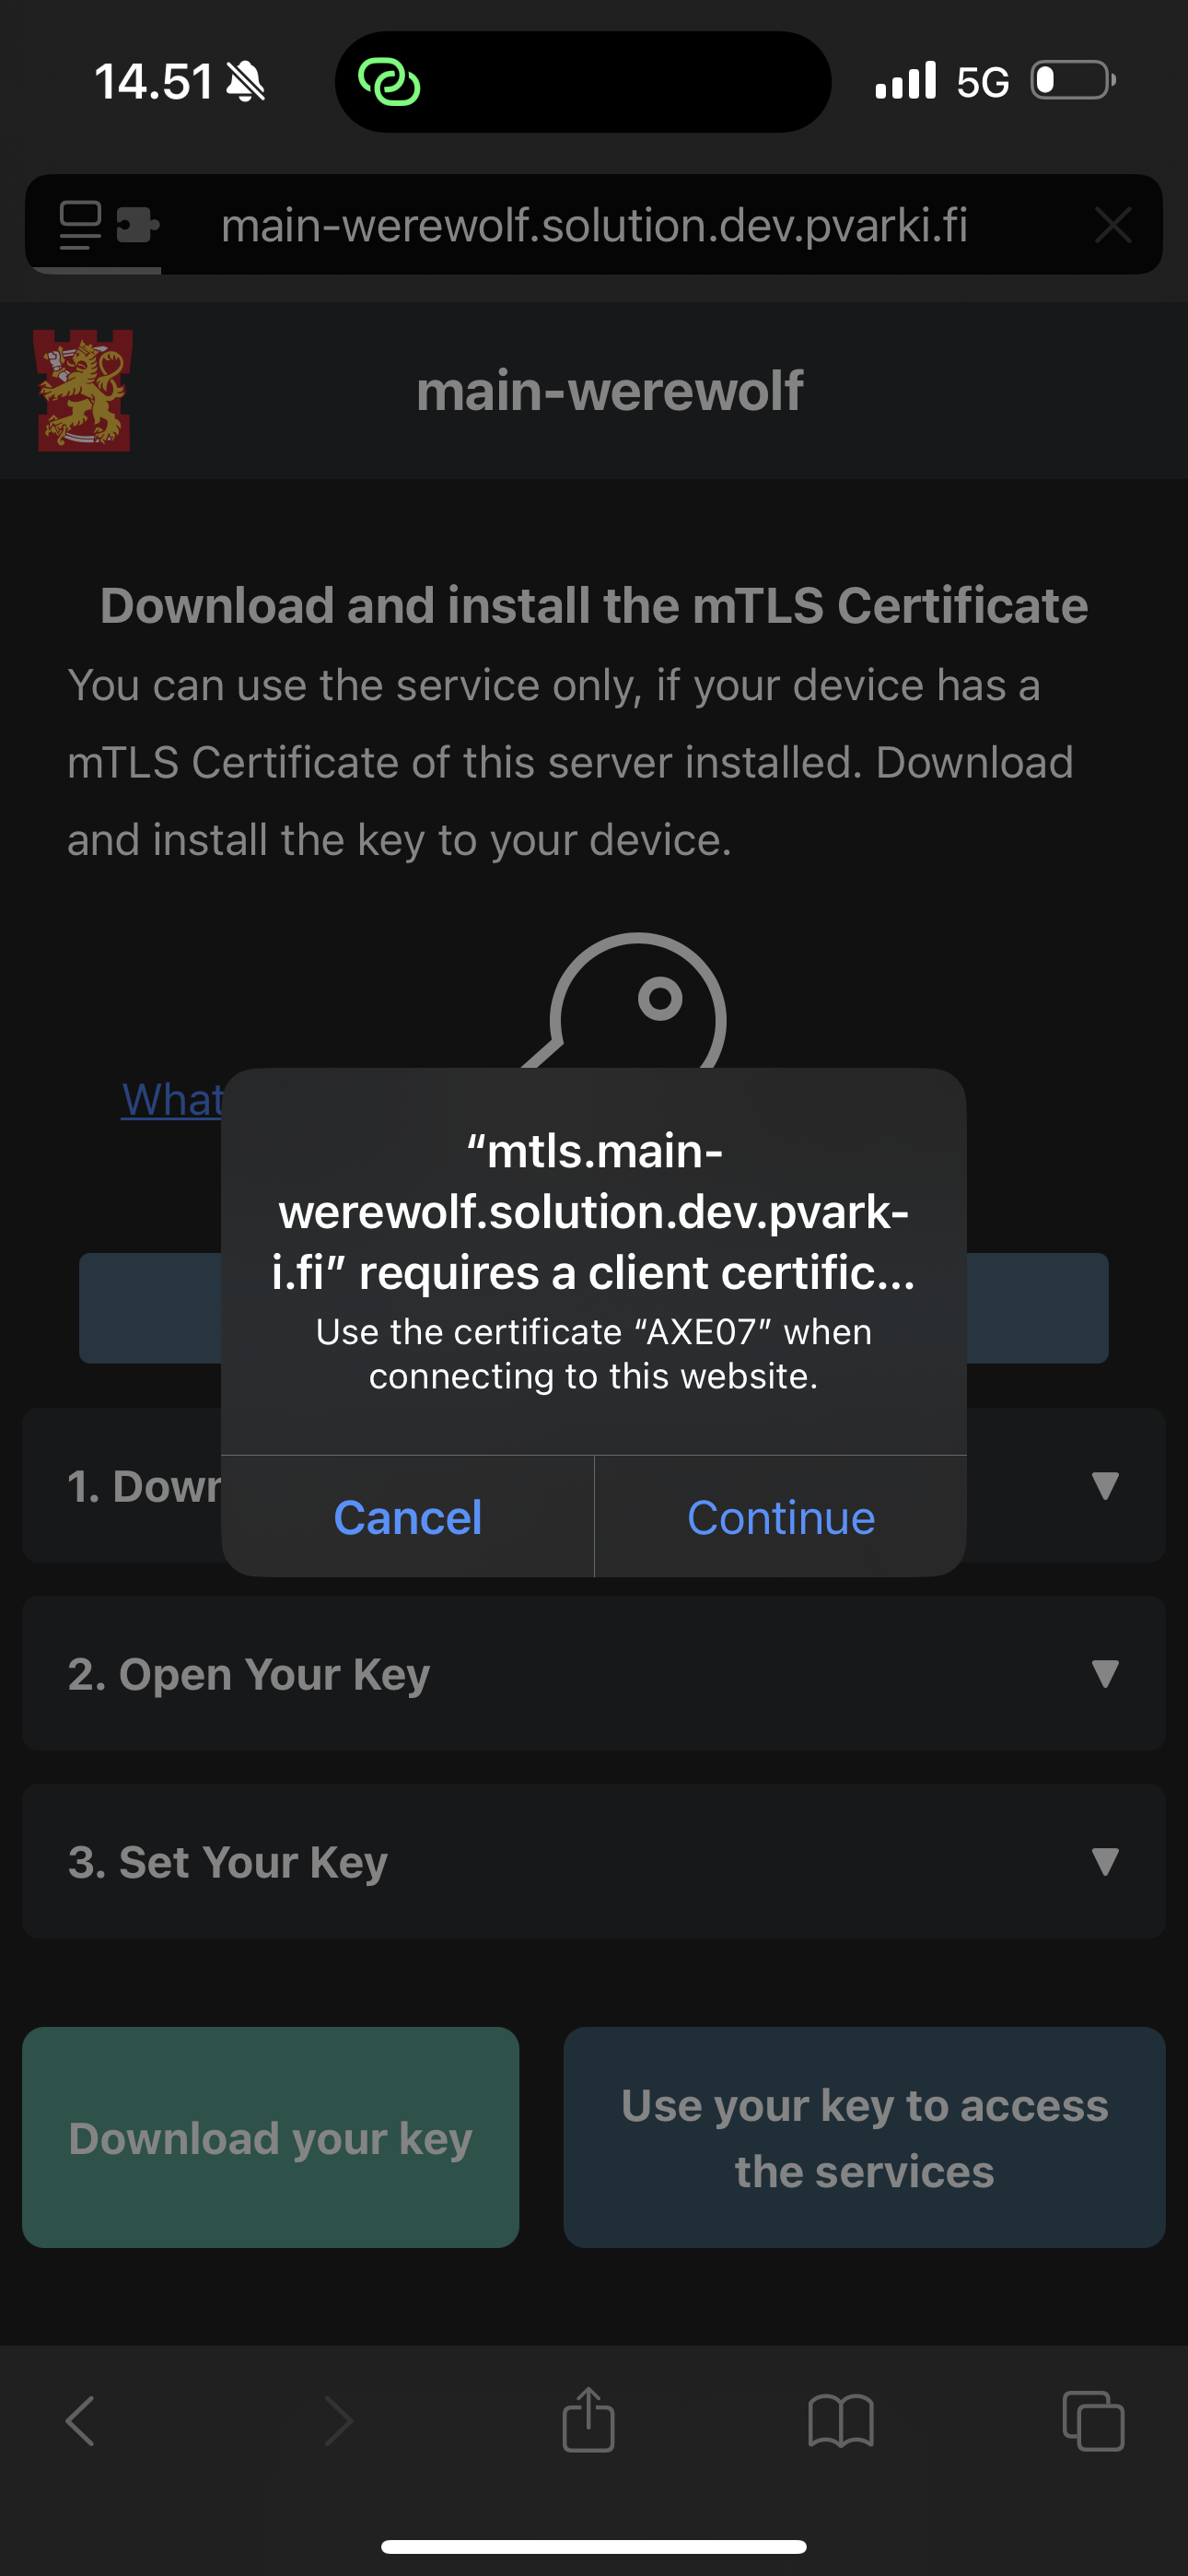 14.51
5G
main-werewolf.solution.dev.pvarki.fi
main-werewolf
Download and install the mTLS Certificate
You can use the service only, if your device has a
mTLS Certificate of this server installed. Download
and install the key to your device.
What
“mtls.main-
werewolf.solution.dev.pvark-
i.fi” requires a client certific...
Use the certificate “AXE07” when
connecting to this website.
Cancel
Continue
1. Down
2. Open Your Key
3. Set Your Key
Download your key
Use your key to access
the services